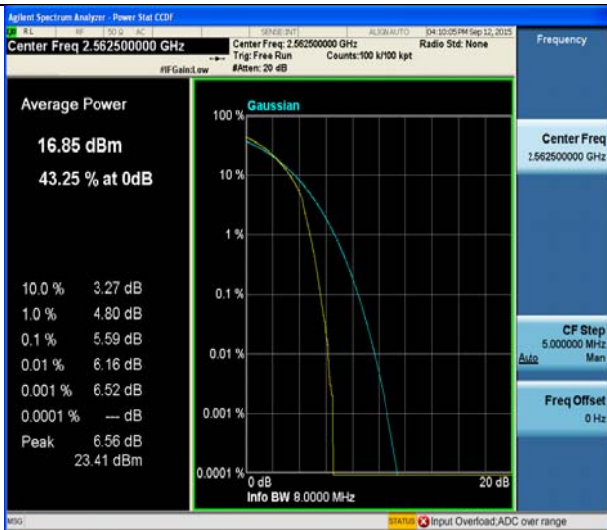 Agilent Spectrum Analyzer - Power Stat CCDF
RL RF 50 Ω AC SENSE:INT ALIGN AUTO 04:10:05 PM Sep 12, 2015
Center Freq 2.562500000 GHz
Center Freq: 2.562500000 GHz Radio Std: None
Trig: Free Run Counts:100 k/100 kpt
#IFGain:Low #Atten: 20 dB
Frequency
Average Power
16.85 dBm
43.25 % at 0dB
10.0 % 3.27 dB
1.0 % 4.80 dB
0.1 % 5.59 dB
0.01 % 6.16 dB
0.001 % 6.52 dB
0.0001 % --- dB
Peak 6.56 dB
23.41 dBm
Gaussian
100 %
10 %
1 %
0.1 %
0.01 %
0.001 %
0.0001 %
0 dB 20 dB
Info BW 8.0000 MHz
Center Freq
2.562500000 GHz
CF Step
5.000000 MHz
Auto Man
Freq Offset
0 Hz
MSG STATUS Input Overload;ADC over range